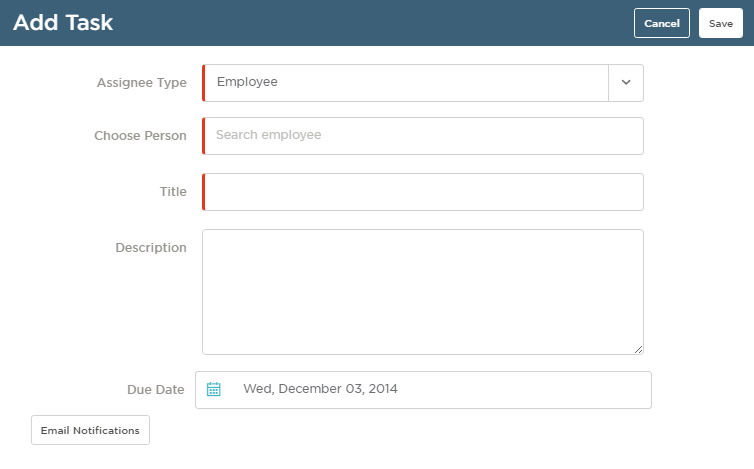 Add Task
Cancel
Save
Assignee Type
Employee
Choose Person
Search employee
Title
Description
Due Date
Wed, December 03, 2014
Email Notifications